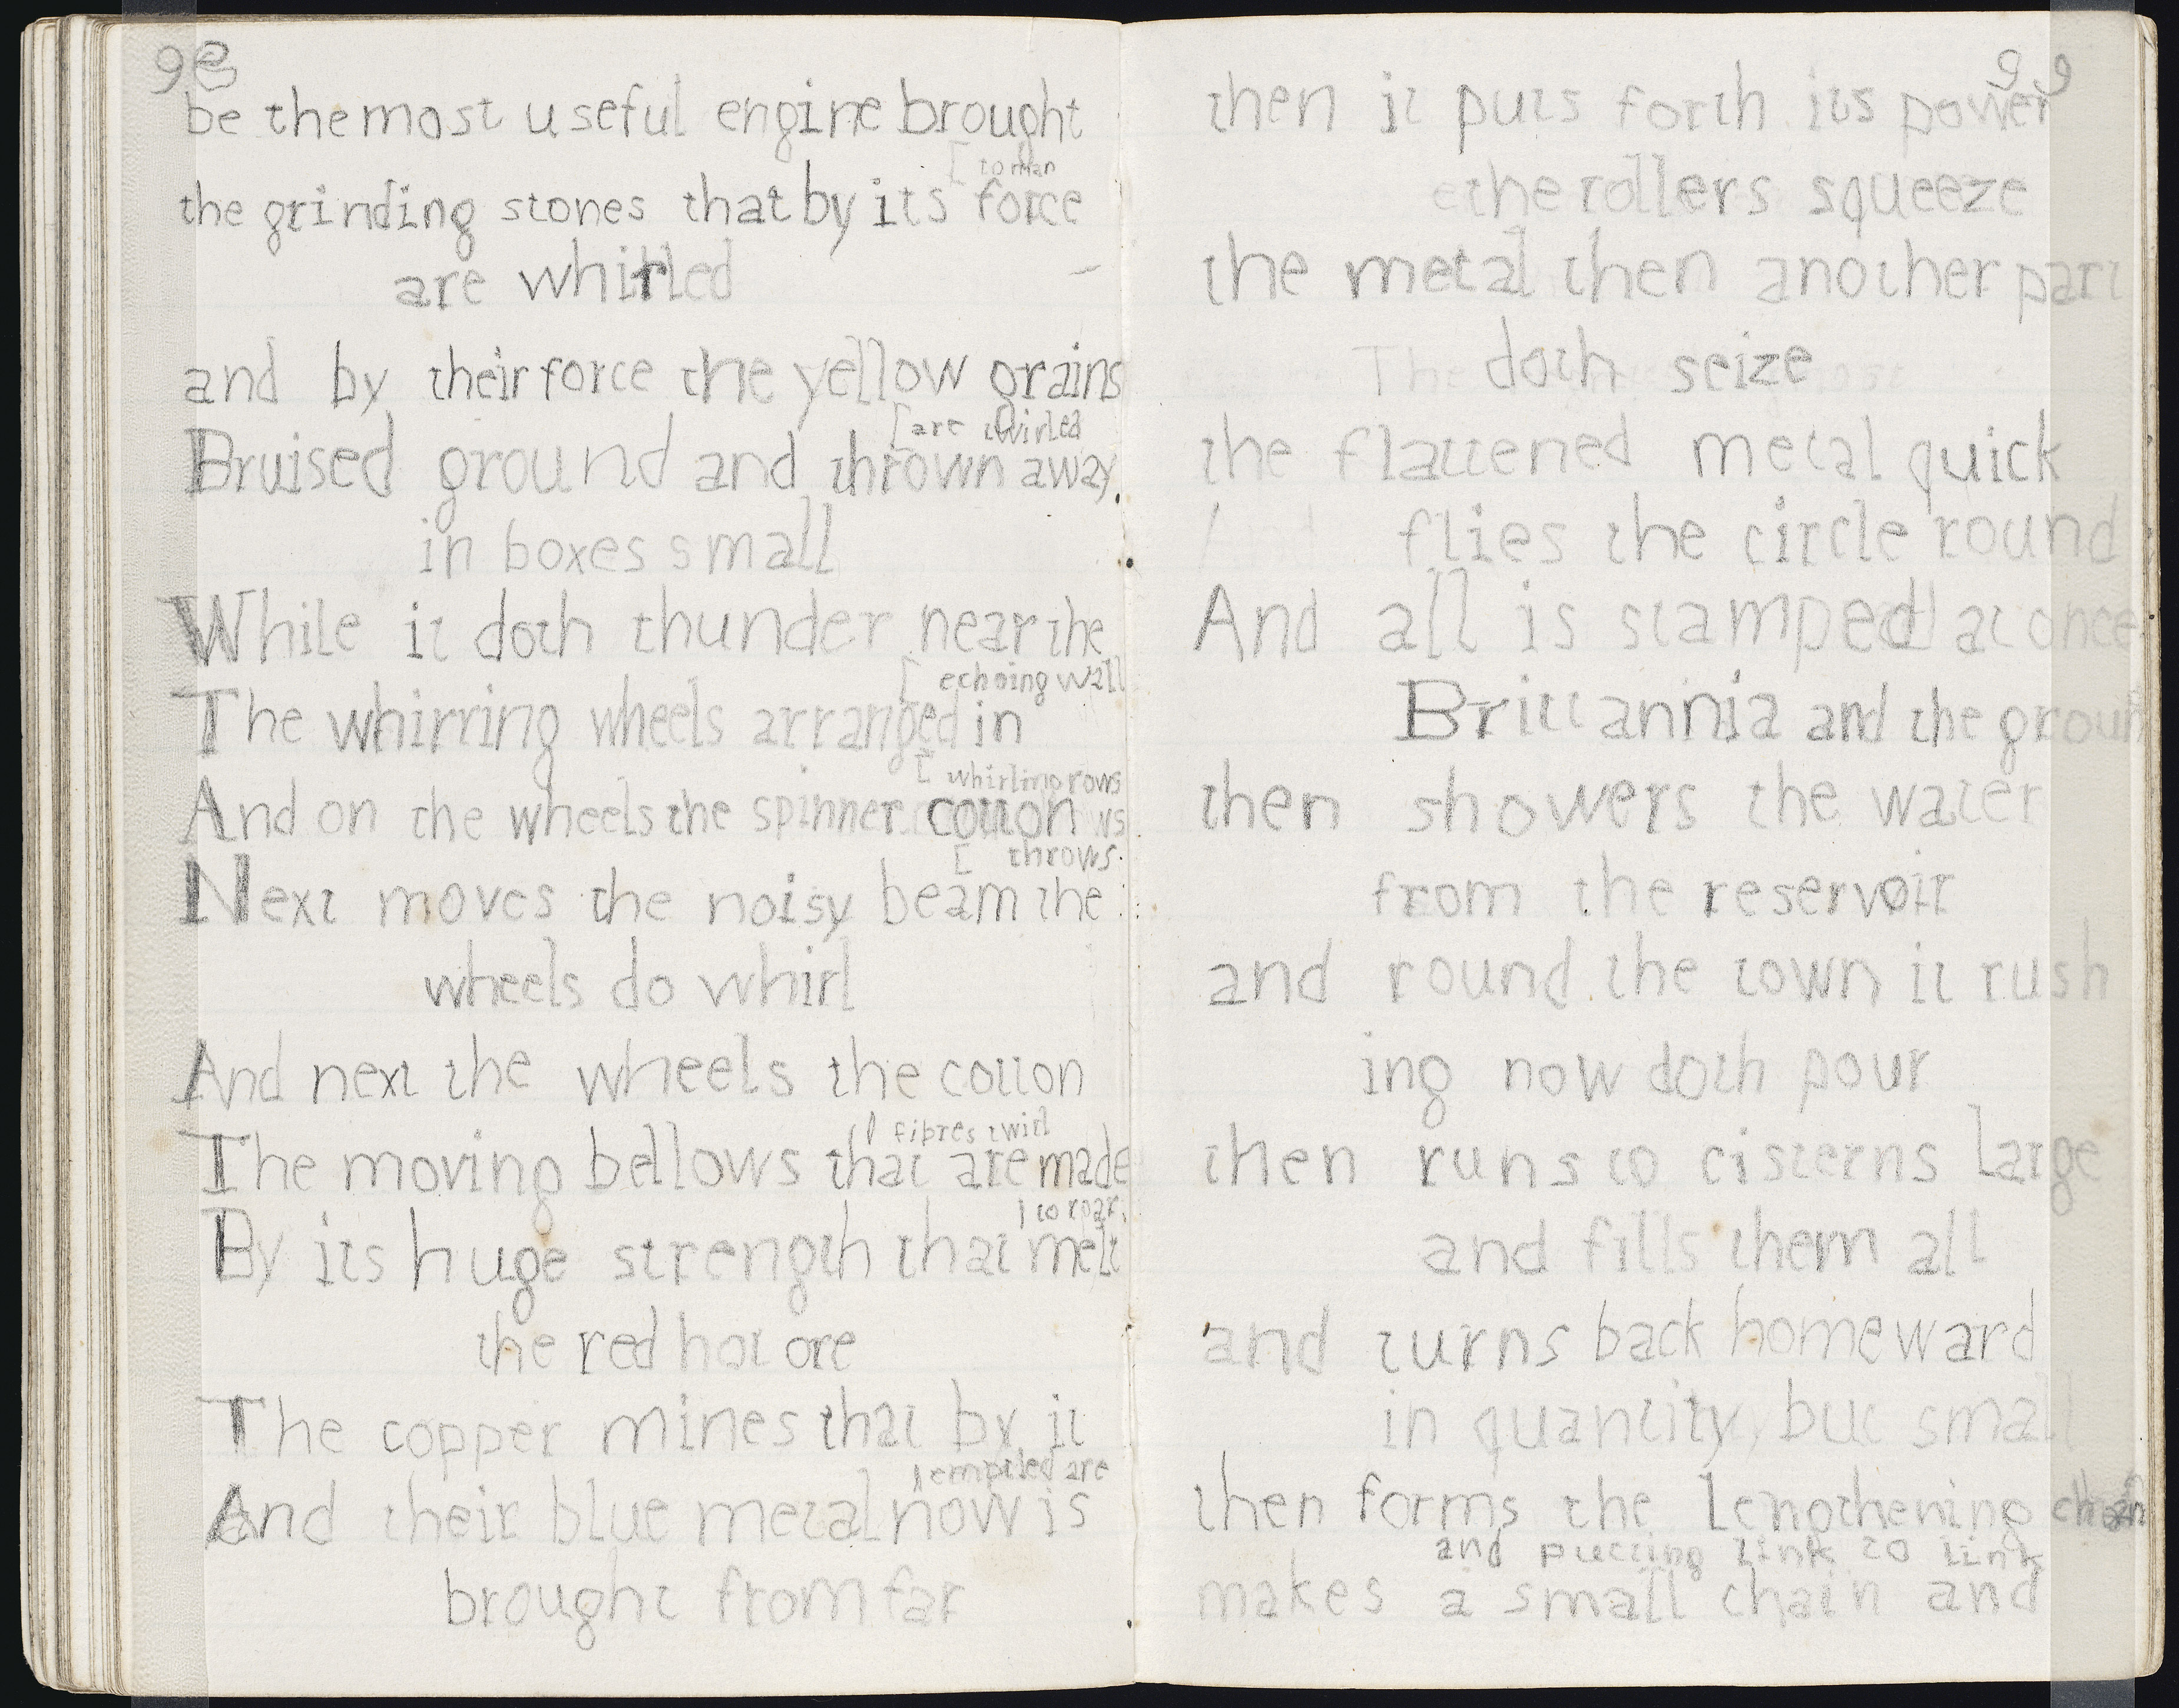 98
be the most useful engine brought
[ to man
the grinding stones that by its force
are whirled
and by their force the yellow grains
[ are twirled
Bruised ground and thrown away
in boxes small
While it doth thunder near the
[ echoing wall
The whirring wheels arranged in
[ whirling rows
And on the wheels the spinner cotton
[ throws.
Next moves the noisy beam the
wheels do whirl
And next the wheels the cotton
[ fibres twirl
The moving bellows that are made
[ to roar
By its huge strength that melt
the red hot ore
The copper mines that by it
[ emptied are
And their blue metal now is
brought from far
99
then it puts forth its power
the rollers squeeze
the metal then another part
doth seize
the flattened metal quick
flies the circle round
And all is stamped at once
Brittannia and the ground
then showers the water
from the reservoir
and round the town it rush
ing now doth pour
then runs to cisterns large
and fills them all
and turns back homeward
in quantity, but small
then forms the lengthening chain
and putting link to link
makes a small chain and